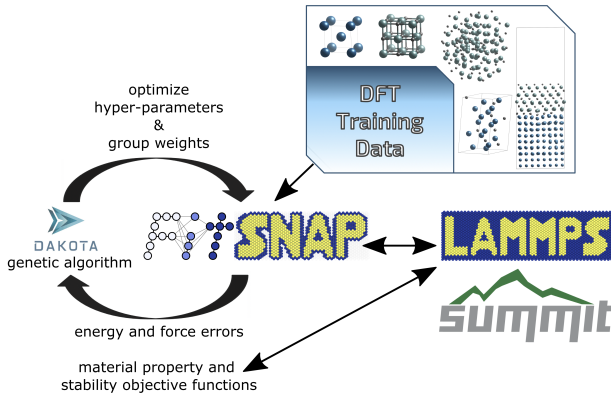 DFT
Training
Data
optimize
hyper-parameters
&
group weights
DAKOTA
genetic algorithm
FitSNAP
LAMMPS
summit
energy and force errors
material property and
stability objective functions